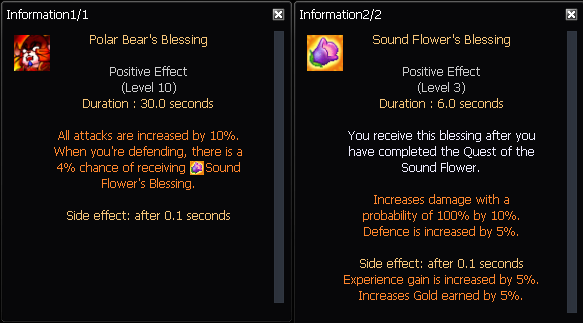 Information1/1
Polar Bear's Blessing
Positive Effect
(Level 10)
Duration : 30.0 seconds
All attacks are increased by 10%.
When you're defending, there is a
4% chance of receiving Sound
Flower's Blessing.
Side effect: after 0.1 seconds
Information2/2
Sound Flower's Blessing
Positive Effect
(Level 3)
Duration : 6.0 seconds
You receive this blessing after you
have completed the Quest of the
Sound Flower.
Increases damage with a
probability of 100% by 10%.
Defence is increased by 5%.
Side effect: after 0.1 seconds
Experience gain is increased by 5%.
Increases Gold earned by 5%.